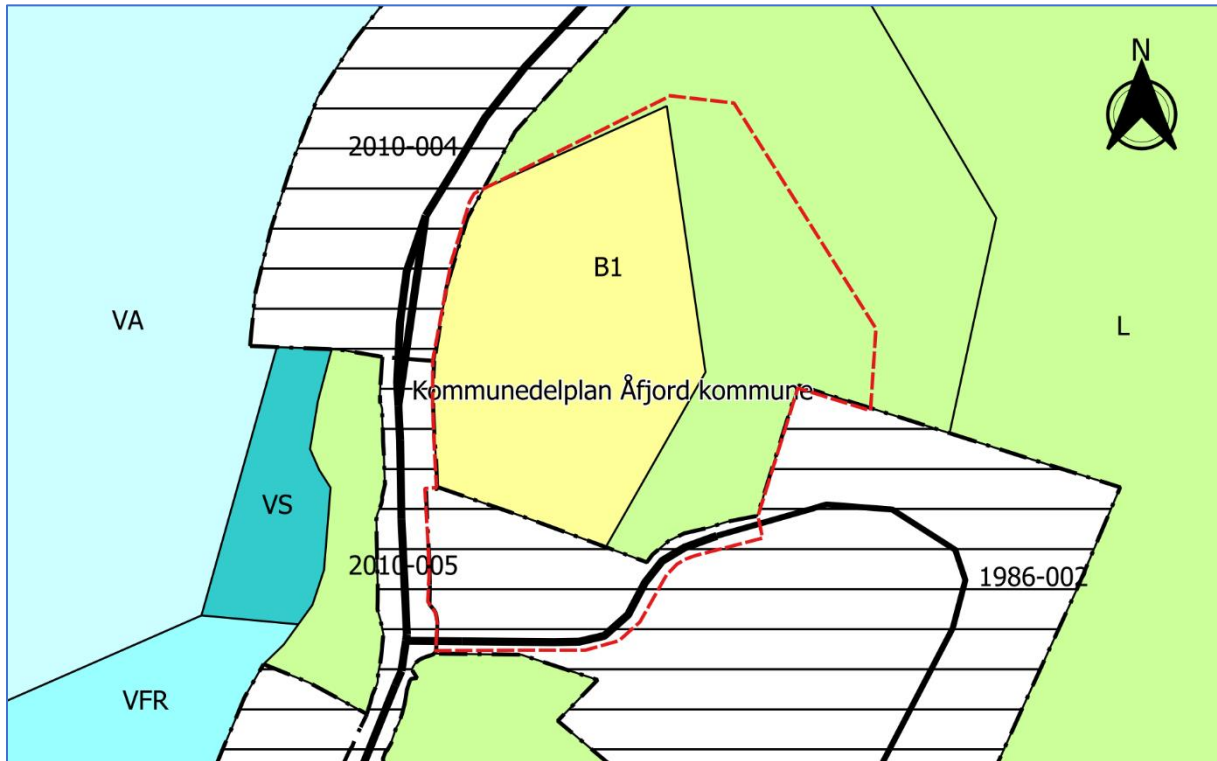 N
2010-004
B1
VA
L
Kommunedelplan Åfjord kommune
VS
2010-005
1986-002
VFR